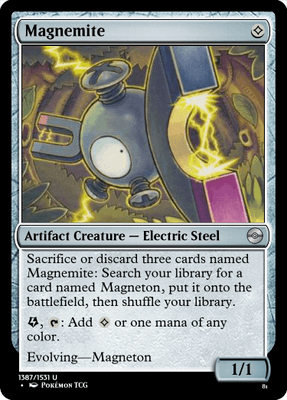 Magnemite
Artifact Creature — Electric Steel
Sacrifice or discard three cards named
Magnemite: Search your library for
a card named Magneton, put it onto the
battlefield, then shuffle your library.
, : Add or one mana of any
color.
Evolving—Magneton
1/1
1387/1531 U
• Pokémon TCG